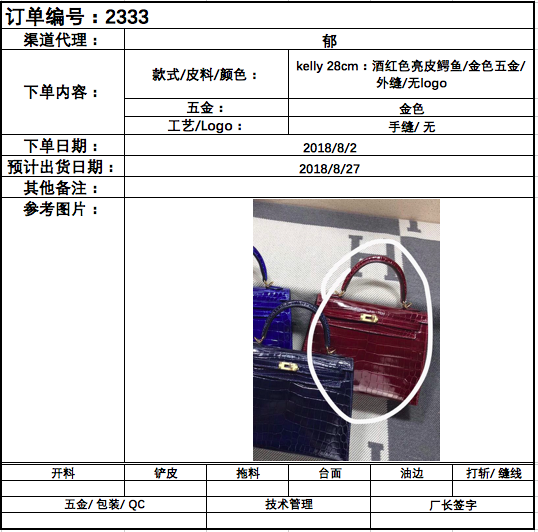 订单编号：2333
渠道代理： 郁
下单内容： 款式/皮料/颜色： kelly 28cm：酒红色亮皮鳄鱼/金色五金/
外缝/无logo
五金： 金色
工艺/Logo： 手缝/ 无
下单日期： 2018/8/2
预计出货日期： 2018/8/27
其他备注：
参考图片：
开料 铲皮 拖料 台面 油边 打斩/ 缝线
五金/ 包装/ QC 技术管理 厂长签字